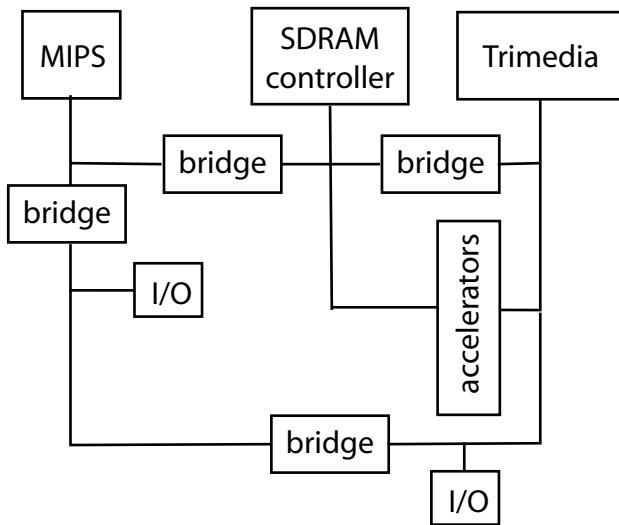 MIPS
SDRAM
controller
Trimedia
bridge
bridge
bridge
accelerators
I/O
bridge
I/O